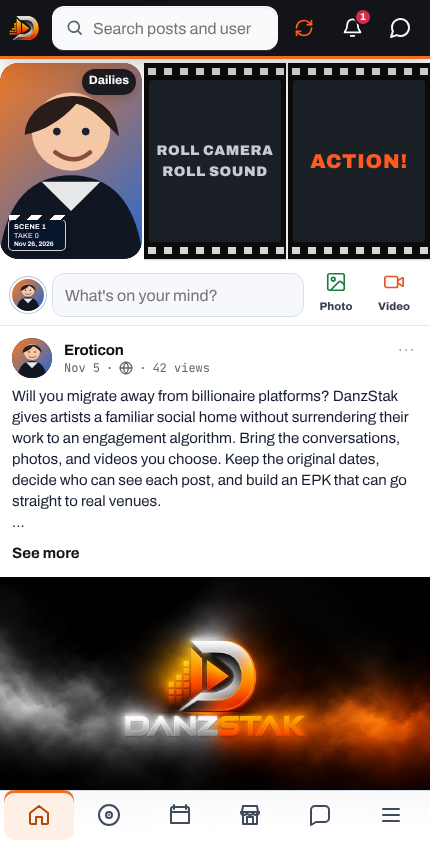 Search posts and user
1
Dailies
SCENE 1
TAKE 0
Nov 26, 2026
ROLL CAMERA
ROLL SOUND
ACTION!
What's on your mind?
Photo
Video
Eroticon
Nov 5 · · 42 views
Will you migrate away from billionaire platforms? DanzStak
gives artists a familiar social home without surrendering their
work to an engagement algorithm. Bring the conversations,
photos, and videos you choose. Keep the original dates,
decide who can see each post, and build an EPK that can go
straight to real venues.
...
See more
DANZSTAK